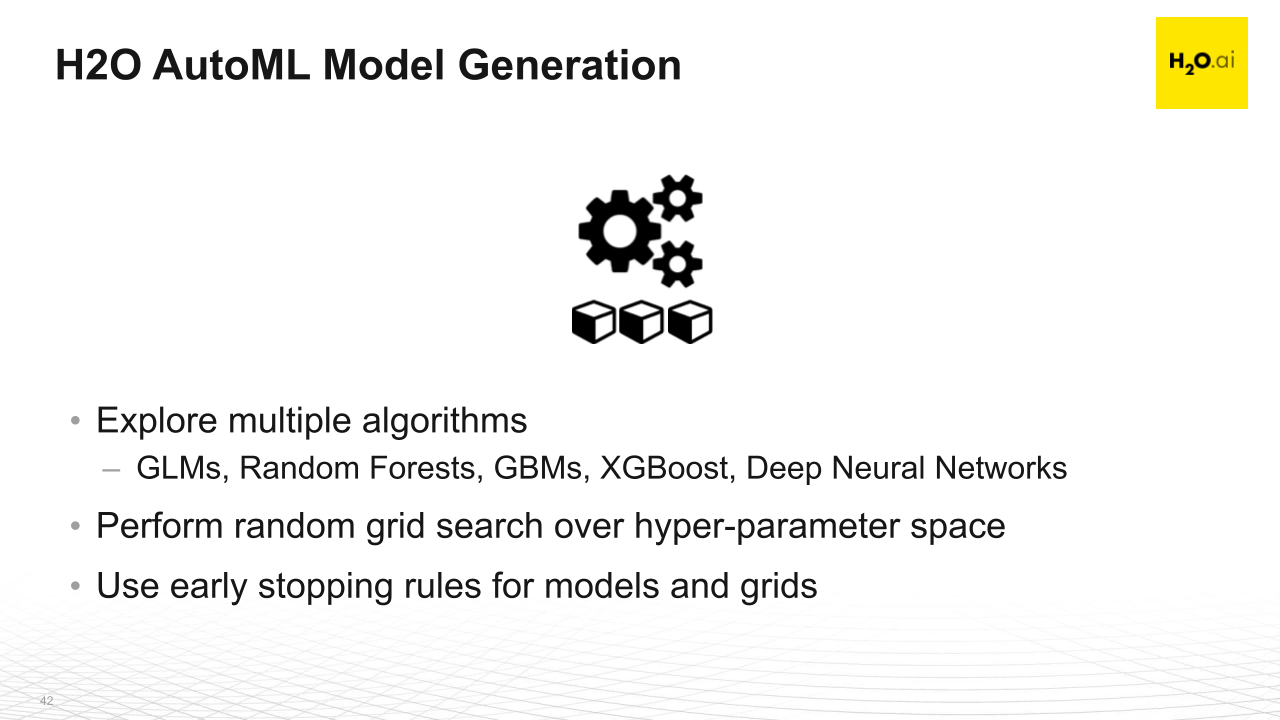 H2O AutoML Model Generation
H2O.ai
• Explore multiple algorithms
– GLMs, Random Forests, GBMs, XGBoost, Deep Neural Networks
• Perform random grid search over hyper-parameter space
• Use early stopping rules for models and grids
42